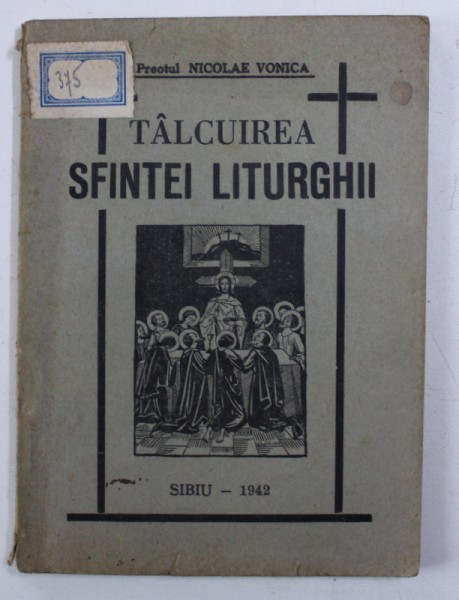 375
Preotul NICOLAE VONICA
TÂLCUIREA
SFINTEI LITURGHII
SIBIU - 1942